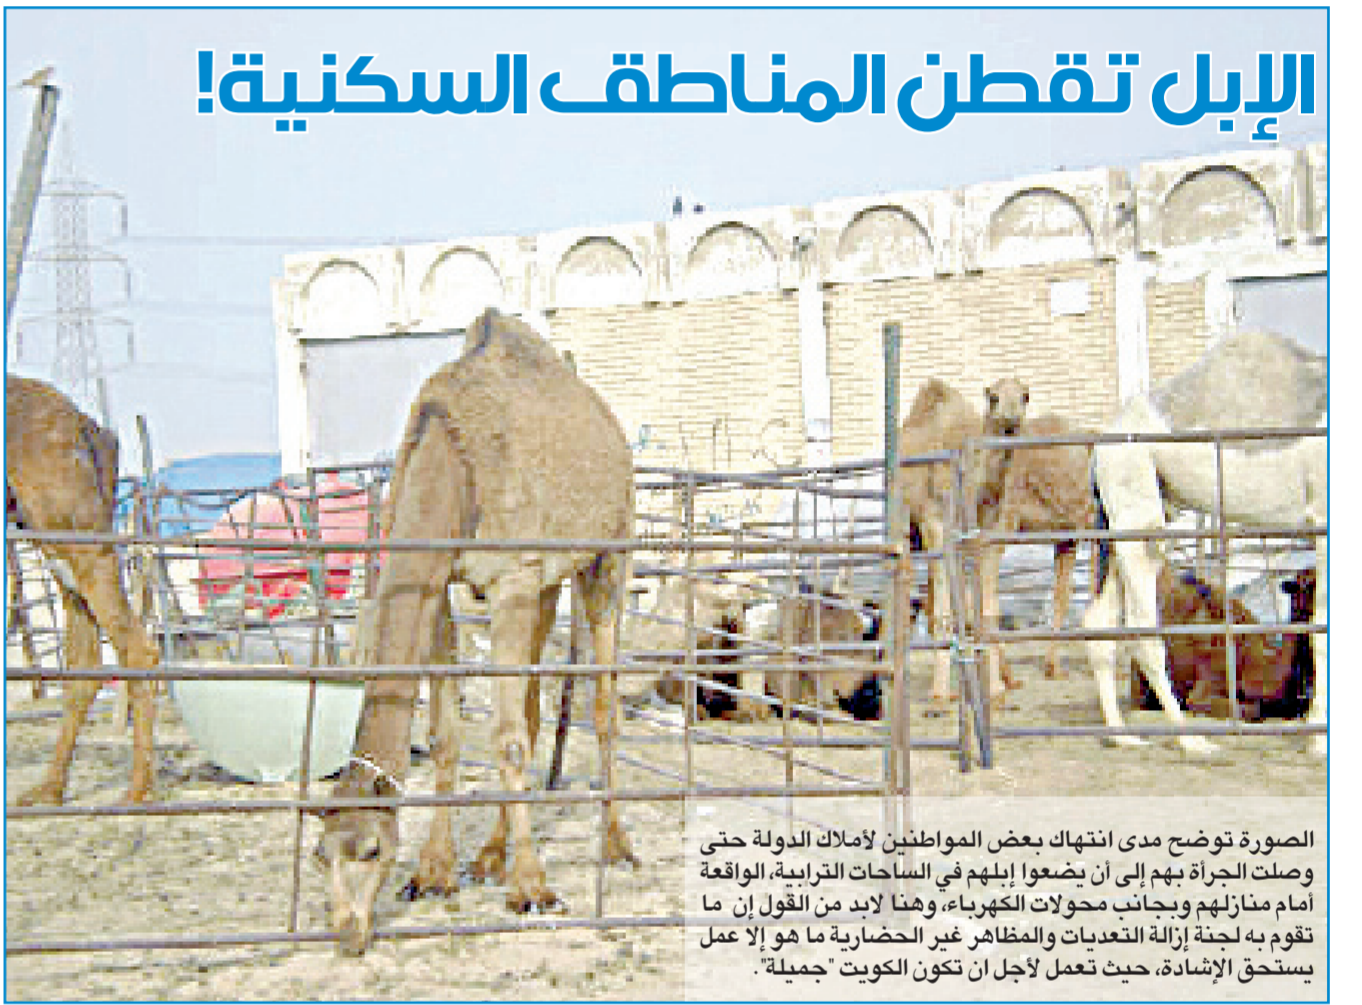 الإبل تقطن المناطق السكنية!
الصورة توضح مدى انتهاك بعض المواطنين لأملاك الدولة حتى
وصلت الجرأة بهم إلى أن يضعوا إبلهم في الساحات الترابية، الواقعة
أمام منازلهم وبجانب محولات الكهرباء، وهنا لابد من القول إن ما
تقوم به لجنة إزالة التعديات والمظاهر غير الحضارية ما هو إلا عمل
يستحق الإشادة، حيث تعمل لأجل ان تكون الكويت "جميلة".